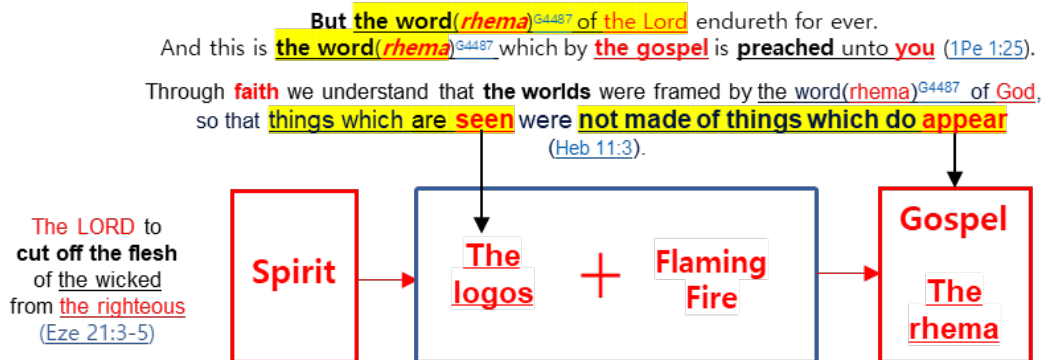 But the word(rhema)G4487 of the Lord endureth for ever.
And this is the word(rhema)G4487 which by the gospel is preached unto you (1Pe 1:25).
Through faith we understand that the worlds were framed by the word(rhema)G4487 of God,
so that things which are seen were not made of things which do appear
(Heb 11:3).
The LORD to
cut off the flesh
of the wicked
from the righteous
(Eze 21:3-5)
Spirit
The
logos
+
Flaming
Fire
Gospel
The
rhema